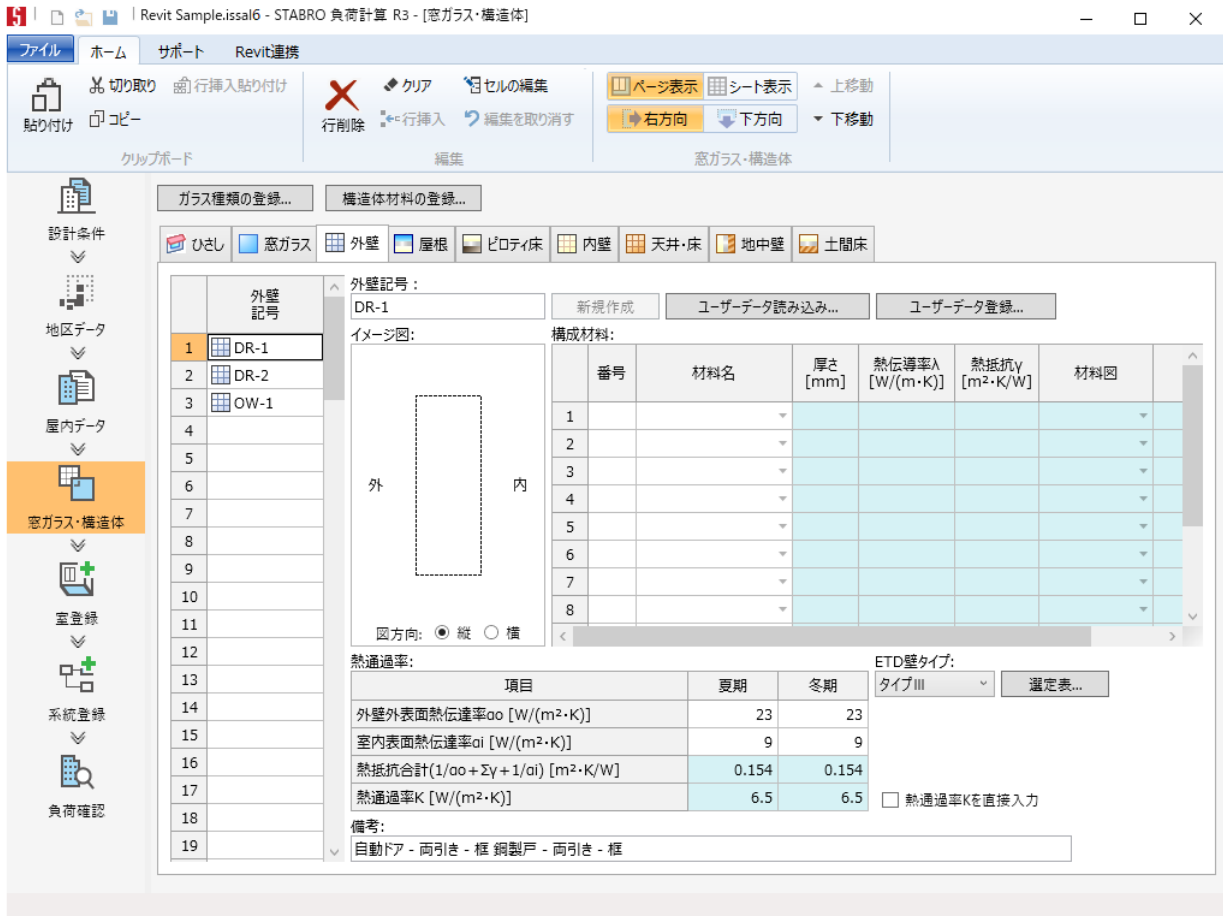 Revit Sample.issal6 - STABRO 負荷計算 R3 - [窓ガラス・構造体]
ファイル ホーム サポート Revit連携
貼り付け 切り取り 行挿入貼り付け コピー
クリップボード
行削除 クリア セルの編集 行挿入 編集を取り消す
編集
ページ表示 シート表示 上移動
右方向 下方向 下移動
窓ガラス・構造体
設計条件
地区データ
屋内データ
窓ガラス・構造体
室登録
系統登録
負荷確認
ガラス種類の登録... 構造体材料の登録...
ひさし 窓ガラス 外壁 屋根 ピロティ床 内壁 天井・床 地中壁 土間床
外壁
記号
1 DR-1
2 DR-2
3 OW-1
4
5
6
7
8
9
10
11
12
13
14
15
16
17
18
19
外壁記号:
DR-1 新規作成 ユーザーデータ読み込み... ユーザーデータ登録...
イメージ図:
外 内
図方向: 縦 横
構成材料:
番号 材料名 厚さ [mm] 熱伝導率λ [W/(m・K)] 熱抵抗γ [m²・K/W] 材料図
1
2
3
4
5
6
7
8
熱通過率:
項目 夏期 冬期
外壁外表面熱伝達率αo [W/(m²・K)] 23 23
室内表面熱伝達率αi [W/(m²・K)] 9 9
熱抵抗合計(1/αo+Σγ+1/αi) [m²・K/W] 0.154 0.154
熱通過率K [W/(m²・K)] 6.5 6.5
ETD壁タイプ:
タイプⅢ 選定表...
熱通過率Kを直接入力
備考:
自動ドア - 両引き - 框 鋼製戸 - 両引き - 框